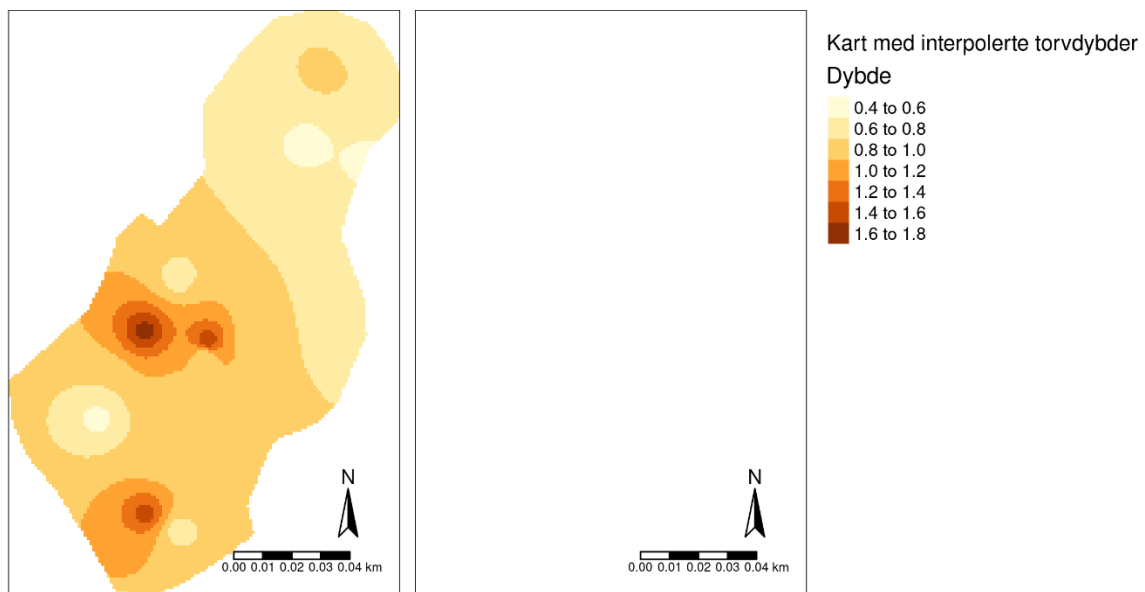 Kart med interpolerte torvdybder
Dybde
0.4 to 0.6
0.6 to 0.8
0.8 to 1.0
1.0 to 1.2
1.2 to 1.4
1.4 to 1.6
1.6 to 1.8
N
0.00 0.01 0.02 0.03 0.04 km
N
0.00 0.01 0.02 0.03 0.04 km